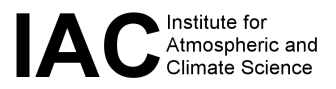 IAC
Institute for
Atmospheric and
Climate Science